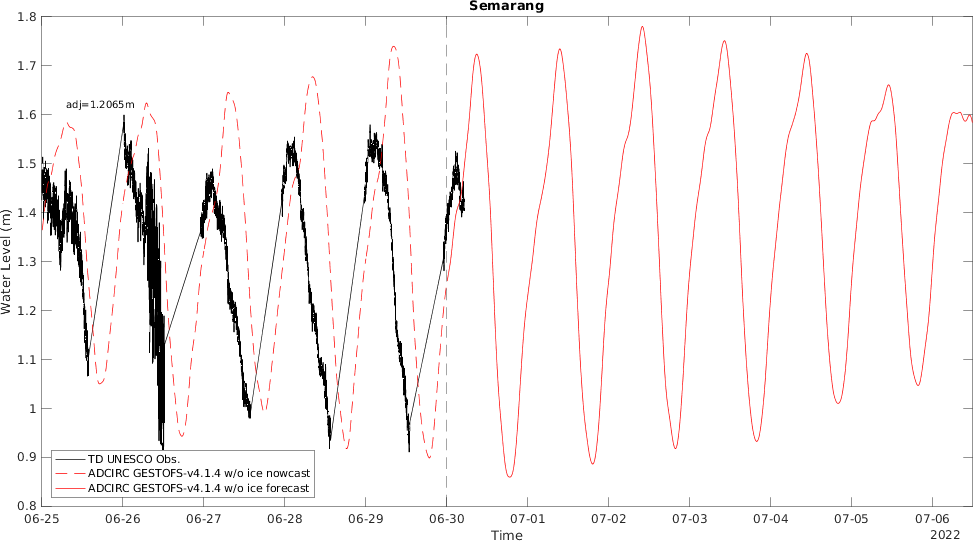 Semarang
1.8
1.7
1.6
1.5
1.4
1.3
1.2
1.1
1
0.9
0.8
Water Level (m)
adj=1.2065m
TD UNESCO Obs.
ADCIRC GESTOFS-v4.1.4 w/o ice nowcast
ADCIRC GESTOFS-v4.1.4 w/o ice forecast
06-25 06-26 06-27 06-28 06-29 06-30 07-01 07-02 07-03 07-04 07-05 07-06
Time
2022